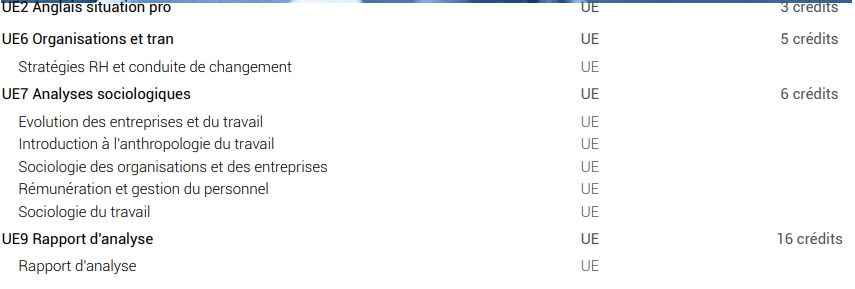 UE2 Anglais situation pro UE 3 crédits
UE6 Organisations et tran UE 5 crédits
Stratégies RH et conduite de changement UE
UE7 Analyses sociologiques UE 6 crédits
Evolution des entreprises et du travail UE
Introduction à l'anthropologie du travail UE
Sociologie des organisations et des entreprises UE
Rémunération et gestion du personnel UE
Sociologie du travail UE
UE9 Rapport d'analyse UE 16 crédits
Rapport d'analyse UE